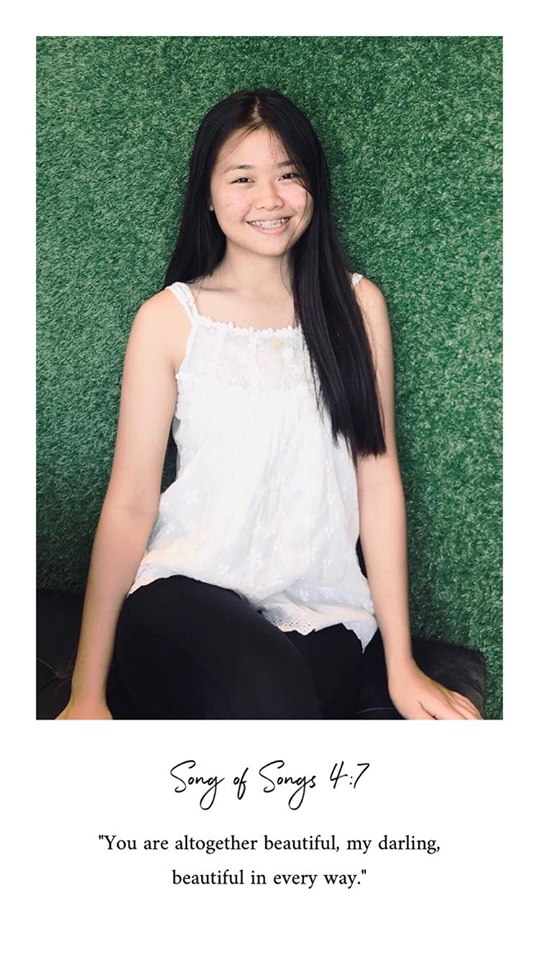 Song of Songs 4:7
"You are altogether beautiful, my darling,
beautiful in every way."